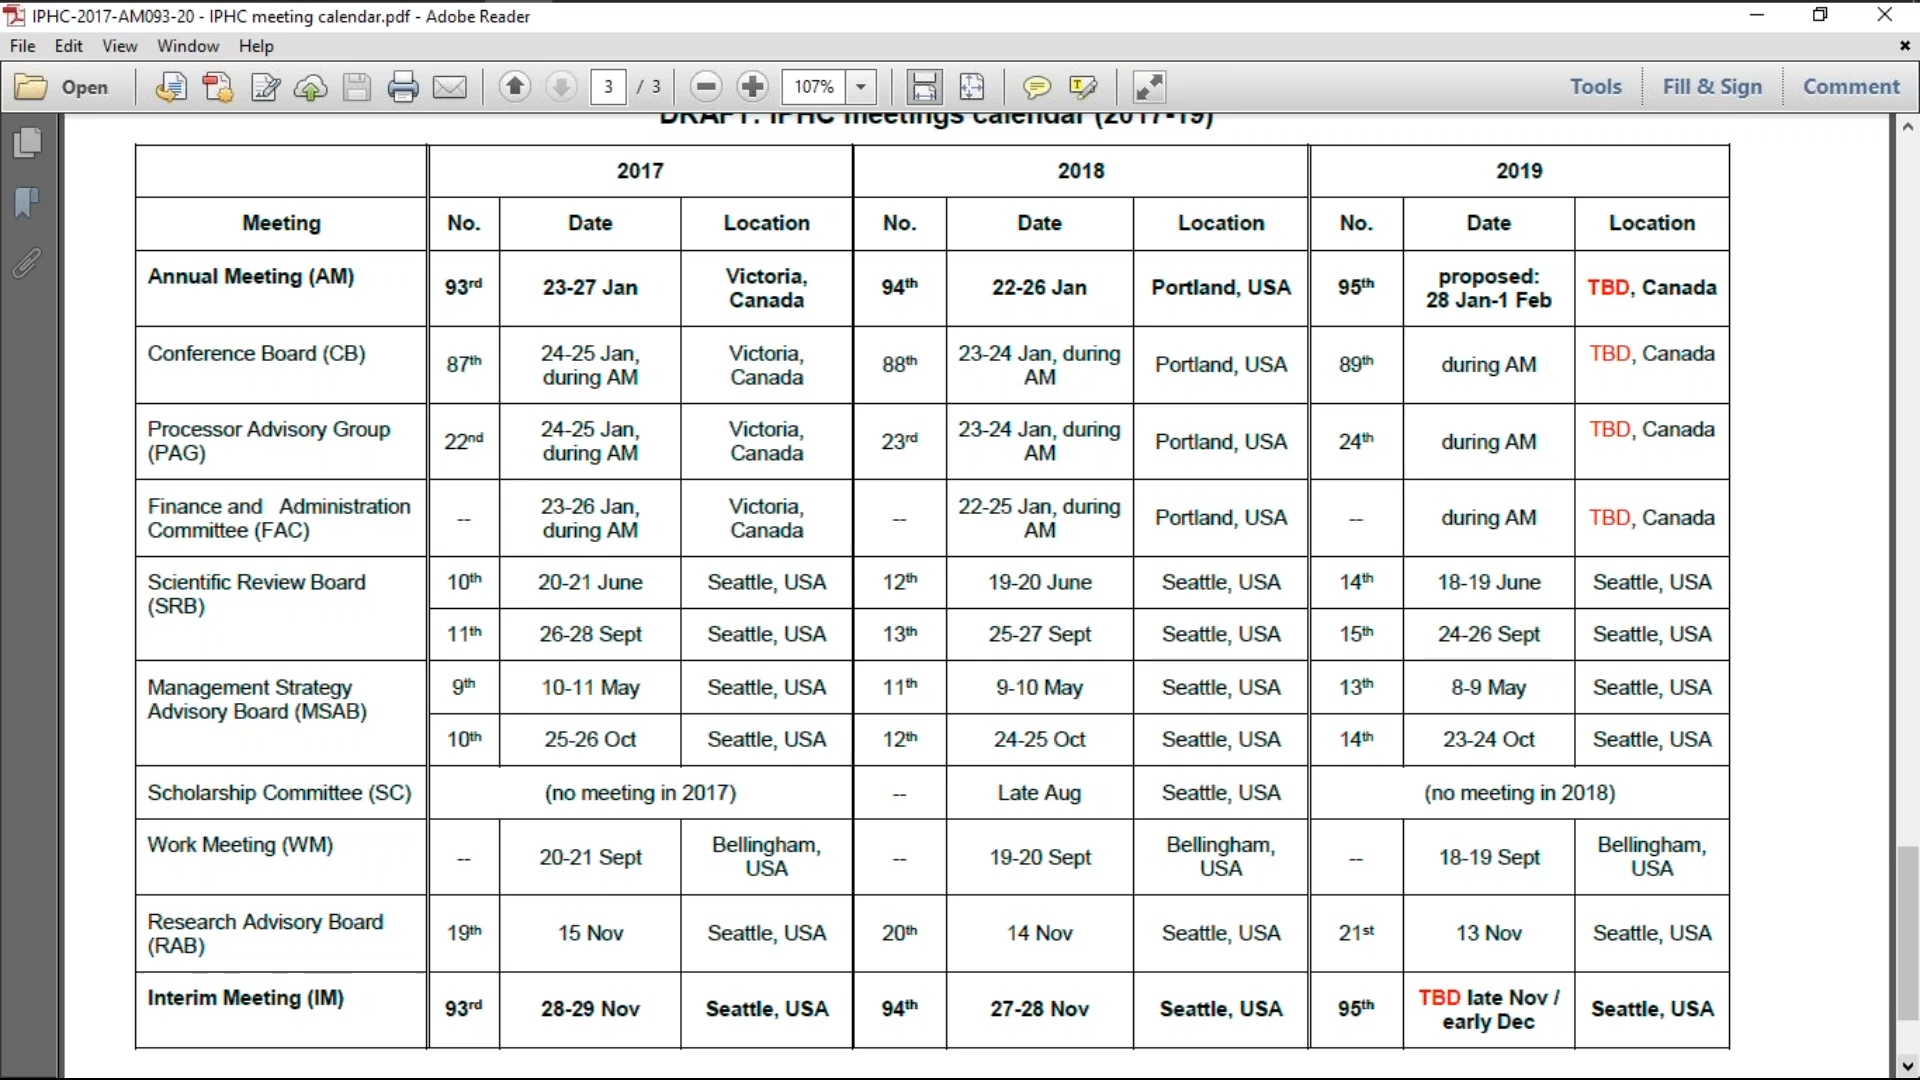 IPHC-2017-AM093-20 - IPHC meeting calendar.pdf - Adobe Reader
File Edit View Window Help
Open 3 / 3 107% Tools Fill & Sign Comment
DRAFT: IPHC meetings calendar (2017-19)
2017 2018 2019
Meeting No. Date Location No. Date Location No. Date Location
Annual Meeting (AM) 93rd 23-27 Jan Victoria, Canada 94th 22-26 Jan Portland, USA 95th proposed: 28 Jan-1 Feb TBD, Canada
Conference Board (CB) 87th 24-25 Jan, during AM Victoria, Canada 88th 23-24 Jan, during AM Portland, USA 89th during AM TBD, Canada
Processor Advisory Group (PAG) 22nd 24-25 Jan, during AM Victoria, Canada 23rd 23-24 Jan, during AM Portland, USA 24th during AM TBD, Canada
Finance and Administration Committee (FAC) -- 23-26 Jan, during AM Victoria, Canada -- 22-25 Jan, during AM Portland, USA -- during AM TBD, Canada
Scientific Review Board (SRB) 10th 20-21 June Seattle, USA 12th 19-20 June Seattle, USA 14th 18-19 June Seattle, USA
11th 26-28 Sept Seattle, USA 13th 25-27 Sept Seattle, USA 15th 24-26 Sept Seattle, USA
Management Strategy Advisory Board (MSAB) 9th 10-11 May Seattle, USA 11th 9-10 May Seattle, USA 13th 8-9 May Seattle, USA
10th 25-26 Oct Seattle, USA 12th 24-25 Oct Seattle, USA 14th 23-24 Oct Seattle, USA
Scholarship Committee (SC) (no meeting in 2017) -- Late Aug Seattle, USA (no meeting in 2018)
Work Meeting (WM) -- 20-21 Sept Bellingham, USA -- 19-20 Sept Bellingham, USA -- 18-19 Sept Bellingham, USA
Research Advisory Board (RAB) 19th 15 Nov Seattle, USA 20th 14 Nov Seattle, USA 21st 13 Nov Seattle, USA
Interim Meeting (IM) 93rd 28-29 Nov Seattle, USA 94th 27-28 Nov Seattle, USA 95th TBD late Nov / early Dec Seattle, USA